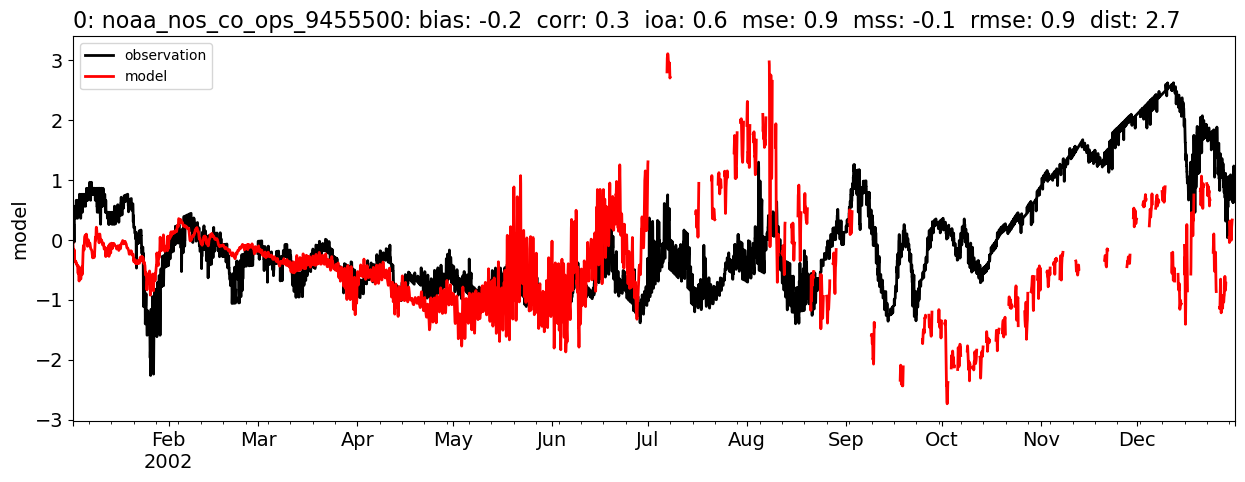 0: noaa_nos_co_ops_9455500: bias: -0.2  corr: 0.3  ioa: 0.6  mse: 0.9  mss: -0.1  rmse: 0.9  dist: 2.7
observation
model
3
2
1
0
−1
−2
−3
model
Feb Mar Apr May Jun Jul Aug Sep Oct Nov Dec
2002